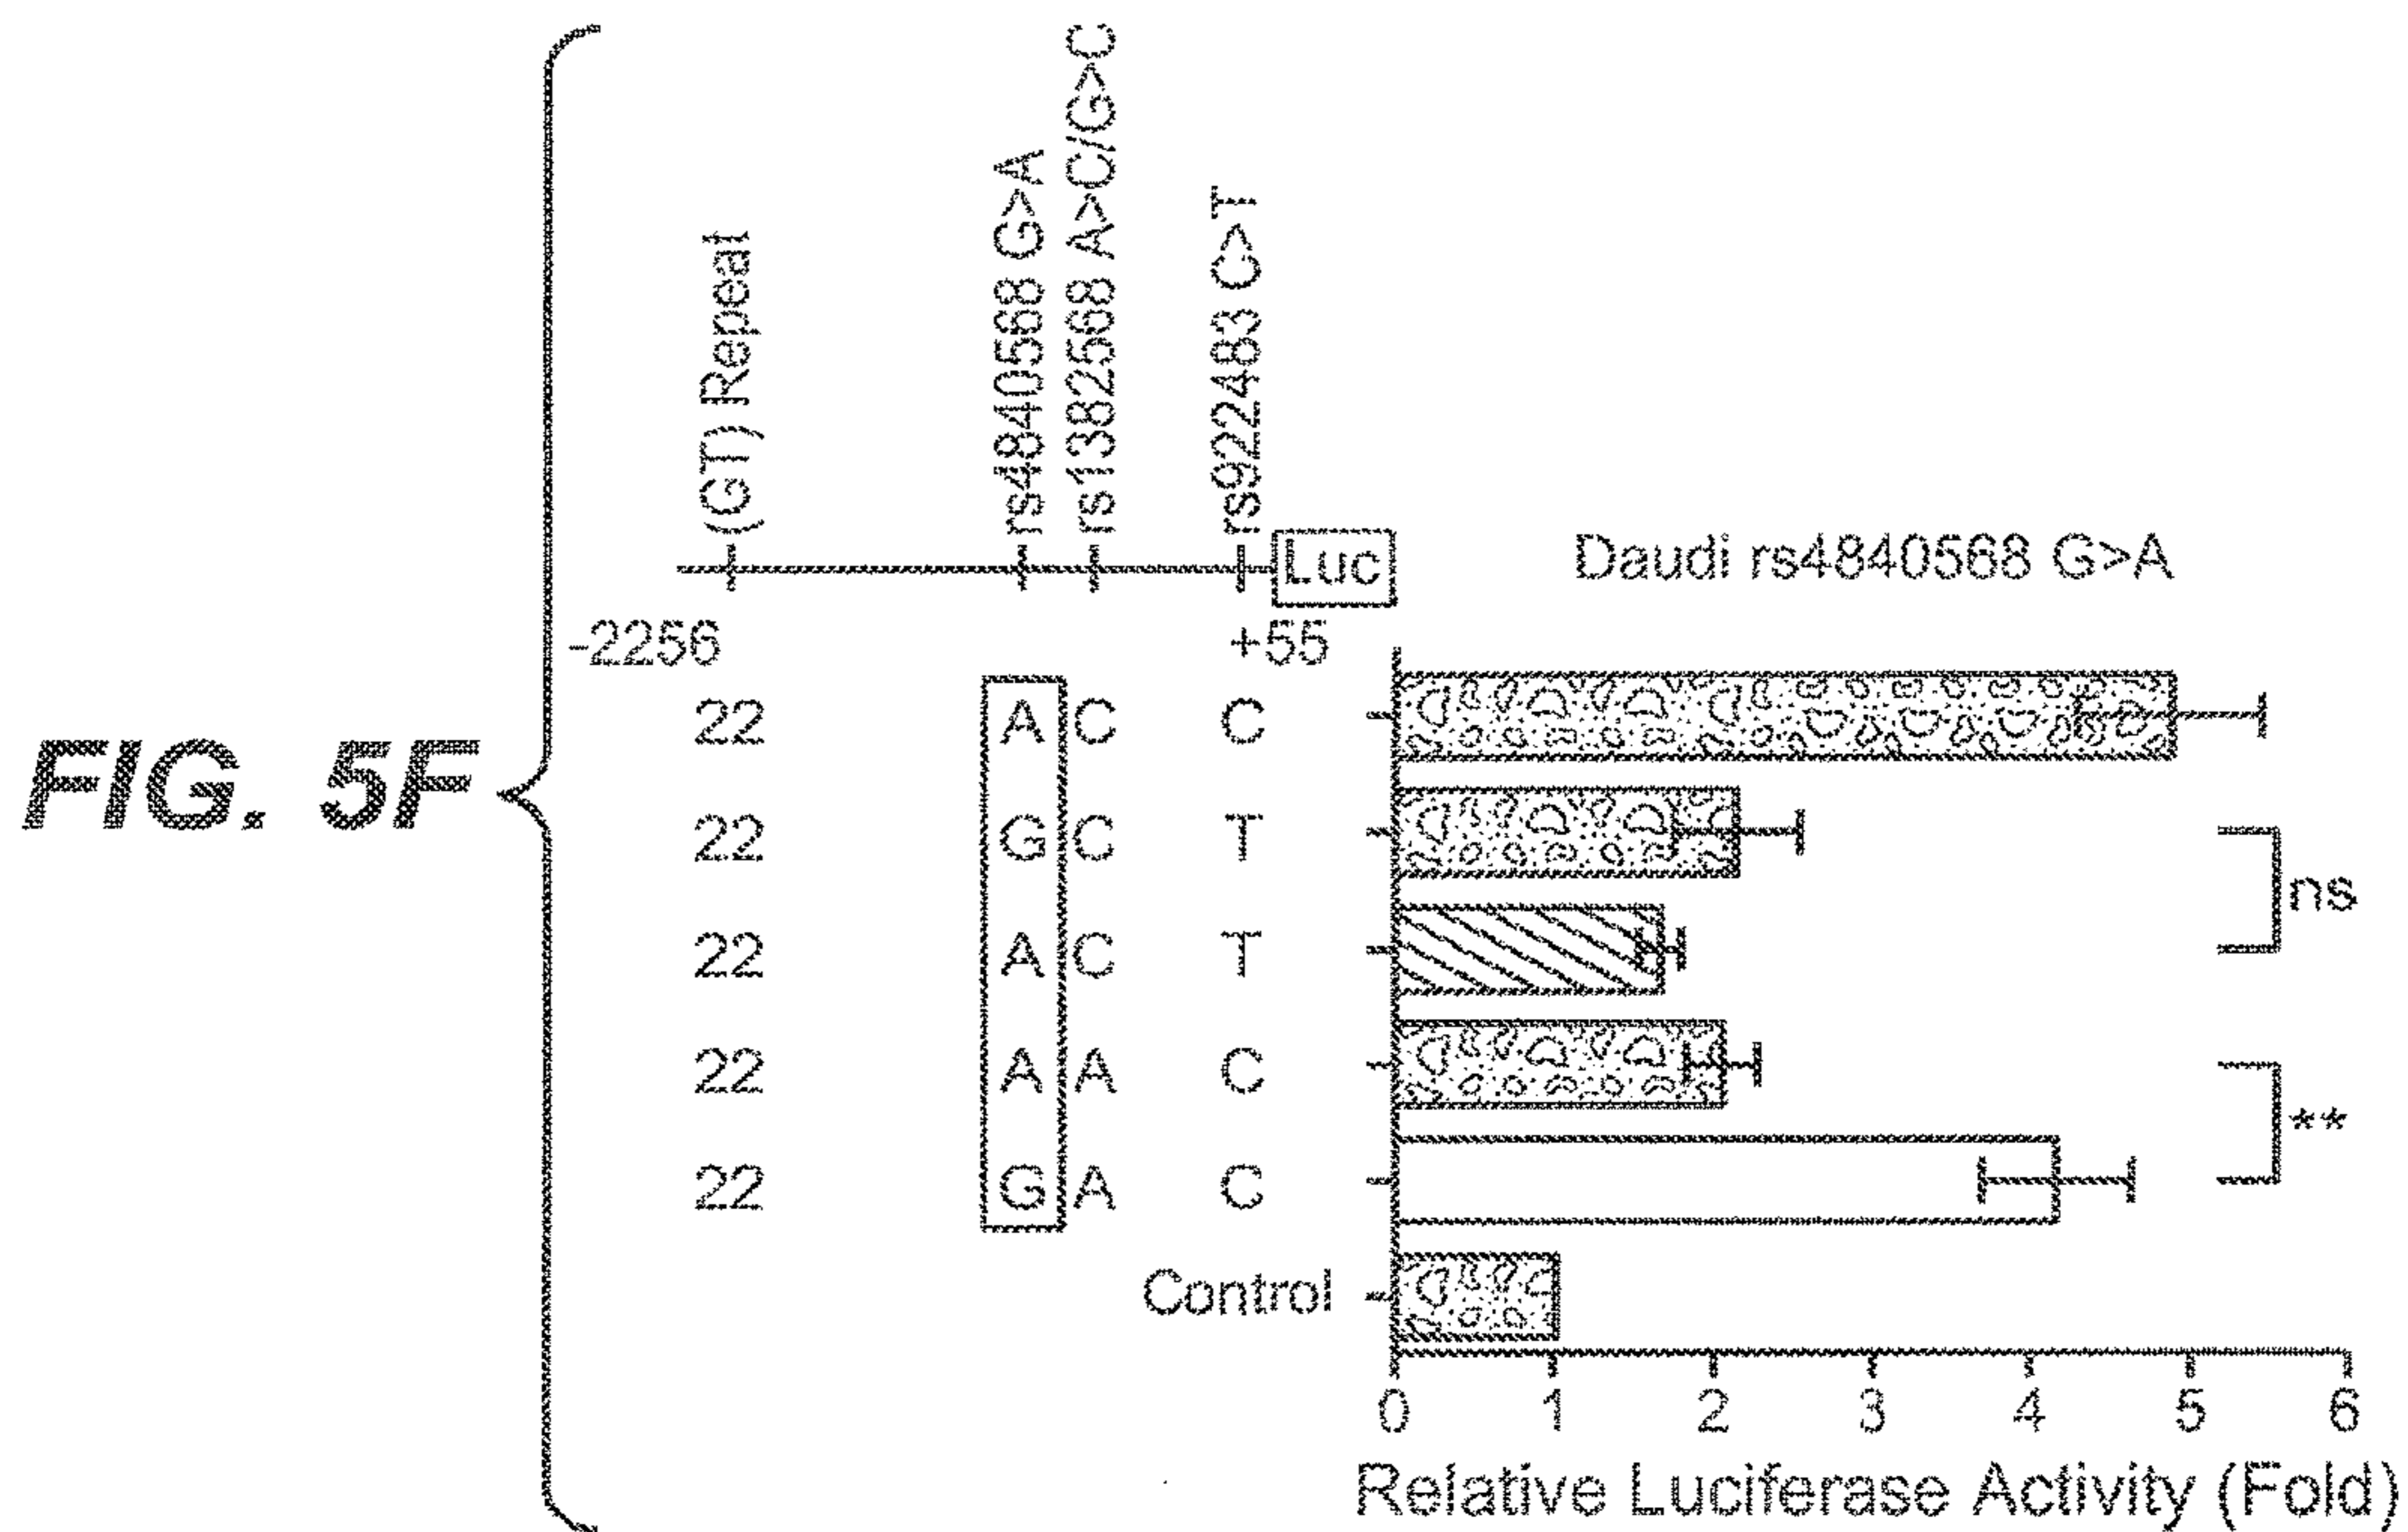 FIG. 5F
(GT) Repeat
rs4840568 G>A
rs1382568 A>C/G>C
rs922483 C>T
Luc
Daudi rs4840568 G>A
-2256 +55
22 A C C
22 G C T
ns
22 A C T
22 A A C
**
22 G A C
Control
0 1 2 3 4 5 6
Relative Luciferase Activity (Fold)